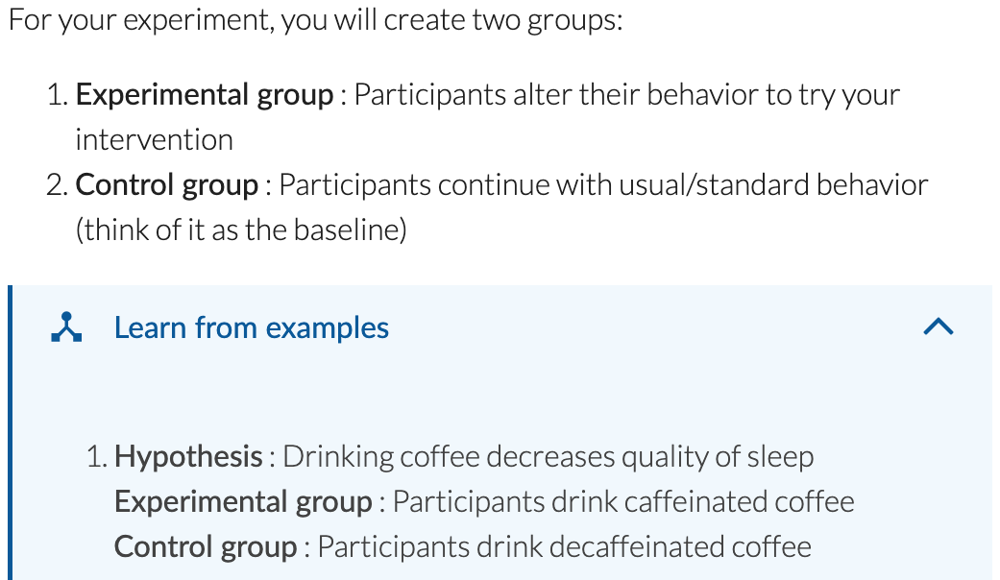 For your experiment, you will create two groups:
1. Experimental group : Participants alter their behavior to try your
intervention
2. Control group : Participants continue with usual/standard behavior
(think of it as the baseline)
Learn from examples
1. Hypothesis : Drinking coffee decreases quality of sleep
Experimental group : Participants drink caffeinated coffee
Control group : Participants drink decaffeinated coffee